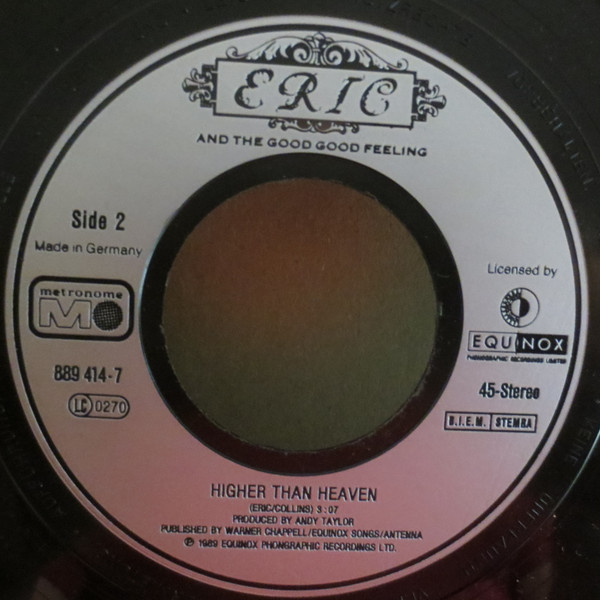 ERIC
AND THE GOOD GOOD FEELING
Side 2
Made in Germany
metronome
M
889 414-7
LC 0270
Licensed by
EQUINOX
PHONOGRAPHIC RECORDINGS LIMITED
45-Stereo
B.I.E.M. STEMRA
HIGHER THAN HEAVEN
(ERIC/COLLINS) 3:07
PRODUCED BY ANDY TAYLOR
PUBLISHED BY WARNER CHAPPELL/EQUINOX SONGS/ANTENNA
℗ 1989 EQUINOX PHONGRAPHIC RECORDINGS LTD.